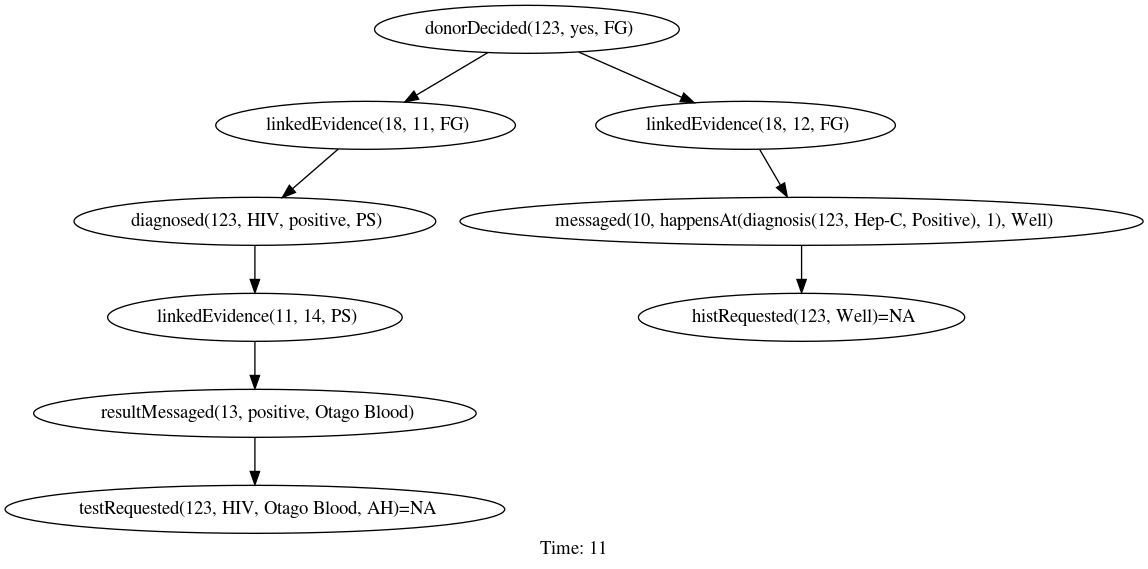 donorDecided(123, yes, FG)
linkedEvidence(18, 11, FG)
linkedEvidence(18, 12, FG)
diagnosed(123, HIV, positive, PS)
messaged(10, happensAt(diagnosis(123, Hep-C, Positive), 1), Well)
linkedEvidence(11, 14, PS)
histRequested(123, Well)=NA
resultMessaged(13, positive, Otago Blood)
testRequested(123, HIV, Otago Blood, AH)=NA
Time: 11